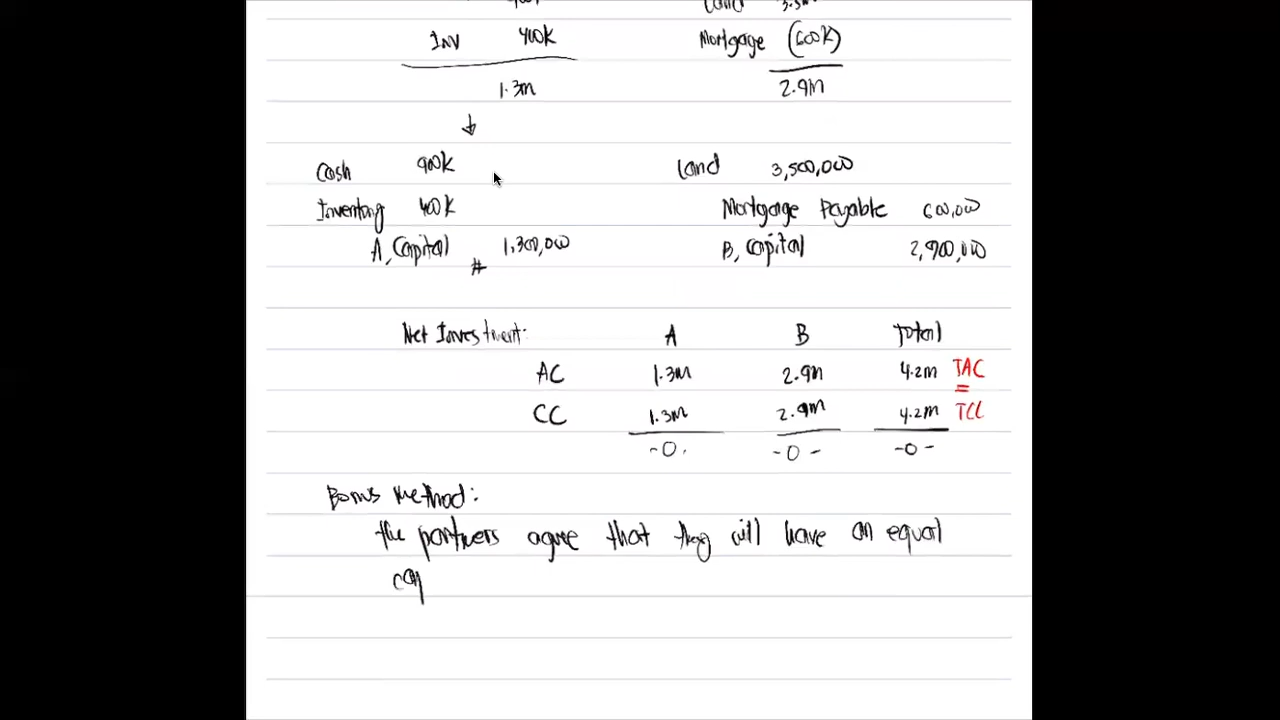 Land
Inv 400k Mortgage (600k)
1.3m 2.9m
Cash 900k Land 3,500,000
Inventory 400k Mortgage Payable 600,000
A, Capital 1,300,000 B, Capital 2,900,000
Net Investment: A B Total
AC 1.3m 2.9m 4.2m TAC
=
CC 1.3m 2.9m 4.2m TCC
-0- -0- -0-
Bonus Method:
the partners agree that they will have an equal
cap